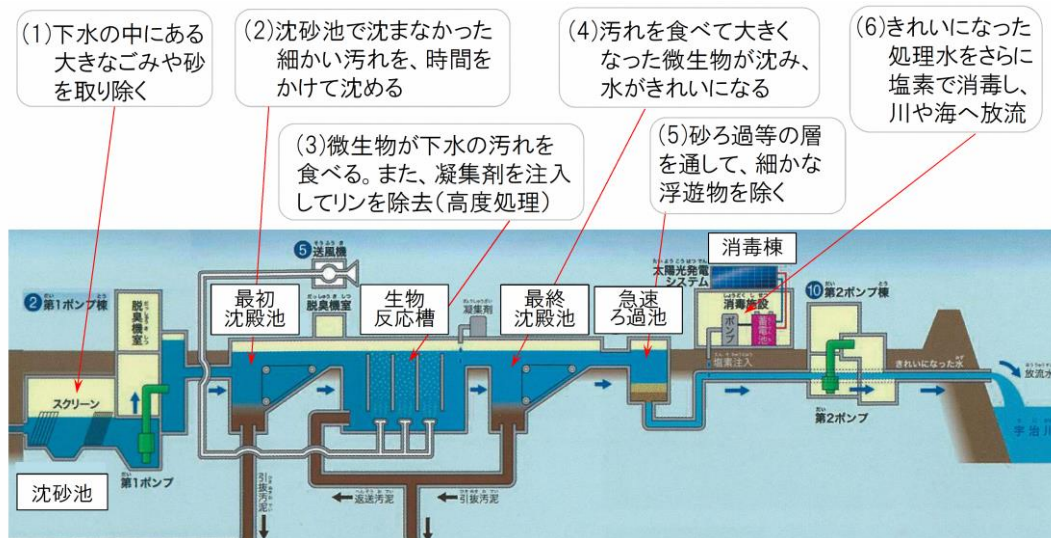 (1)下水の中にある
大きなごみや砂
を取り除く
(2)沈砂池で沈まなかった
細かい汚れを、時間を
かけて沈める
(3)微生物が下水の汚れを
食べる。また、凝集剤を注入
してリンを除去(高度処理)
(4)汚れを食べて大きく
なった微生物が沈み、
水がきれいになる
(5)砂ろ過等の層
を通して、細かな
浮遊物を除く
(6)きれいになった
処理水をさらに
塩素で消毒し、
川や海へ放流
❷第1ポンプ棟
脱臭機室
スクリーン
沈砂池
第1ポンプ
❺送風機
脱臭機室
最初
沈殿池
生物
反応槽
凝集剤
最終
沈殿池
急速
ろ過池
消毒棟
太陽光発電
システム
消毒施設
ポンプ
蓄電池
塩素注入
❿第2ポンプ棟
第2ポンプ
きれいになった水
放流水
宇治川
引抜汚泥
返送汚泥
引抜汚泥